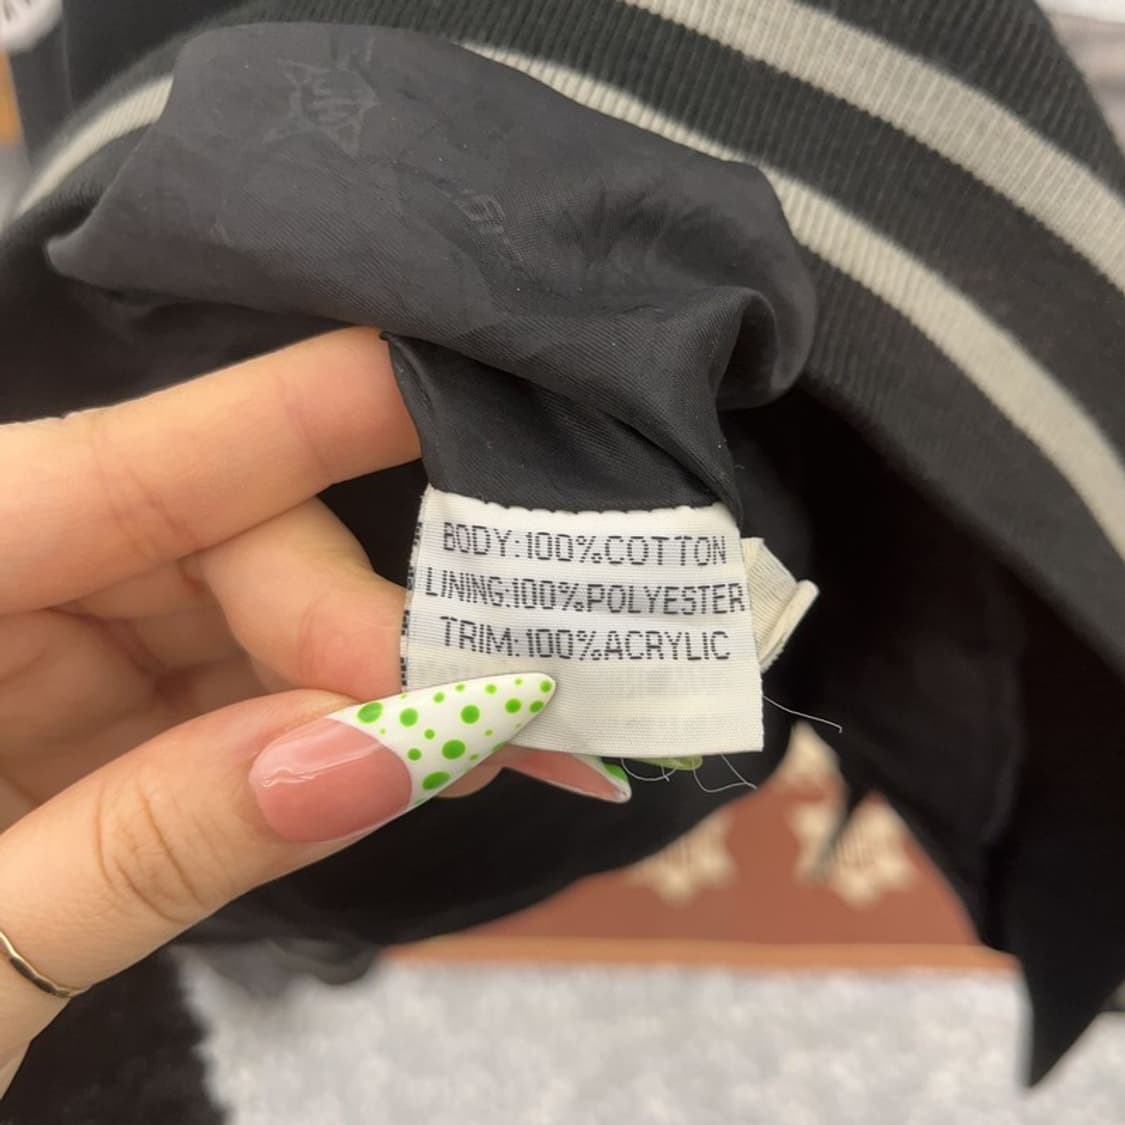 BODY:100%COTTON
LINING:100%POLYESTER
TRIM:100%ACRYLIC